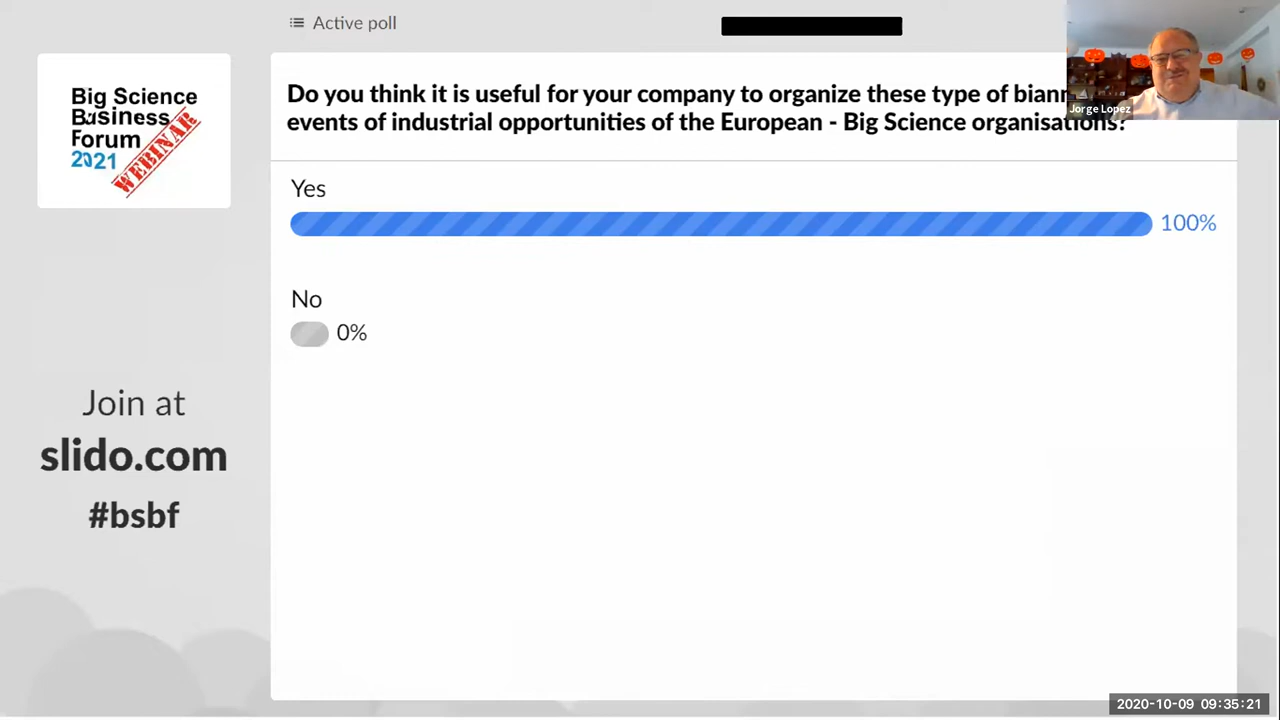 Active poll
Big Science
Business
Forum
2021
WEBINAR
Do you think it is useful for your company to organize these type of
events of industrial opportunities of the European - Big Science organisations?
Jorge Lopez
Yes
100%
No
0%
Join at
slido.com
#bsbf
2020-10-09 09:35:21